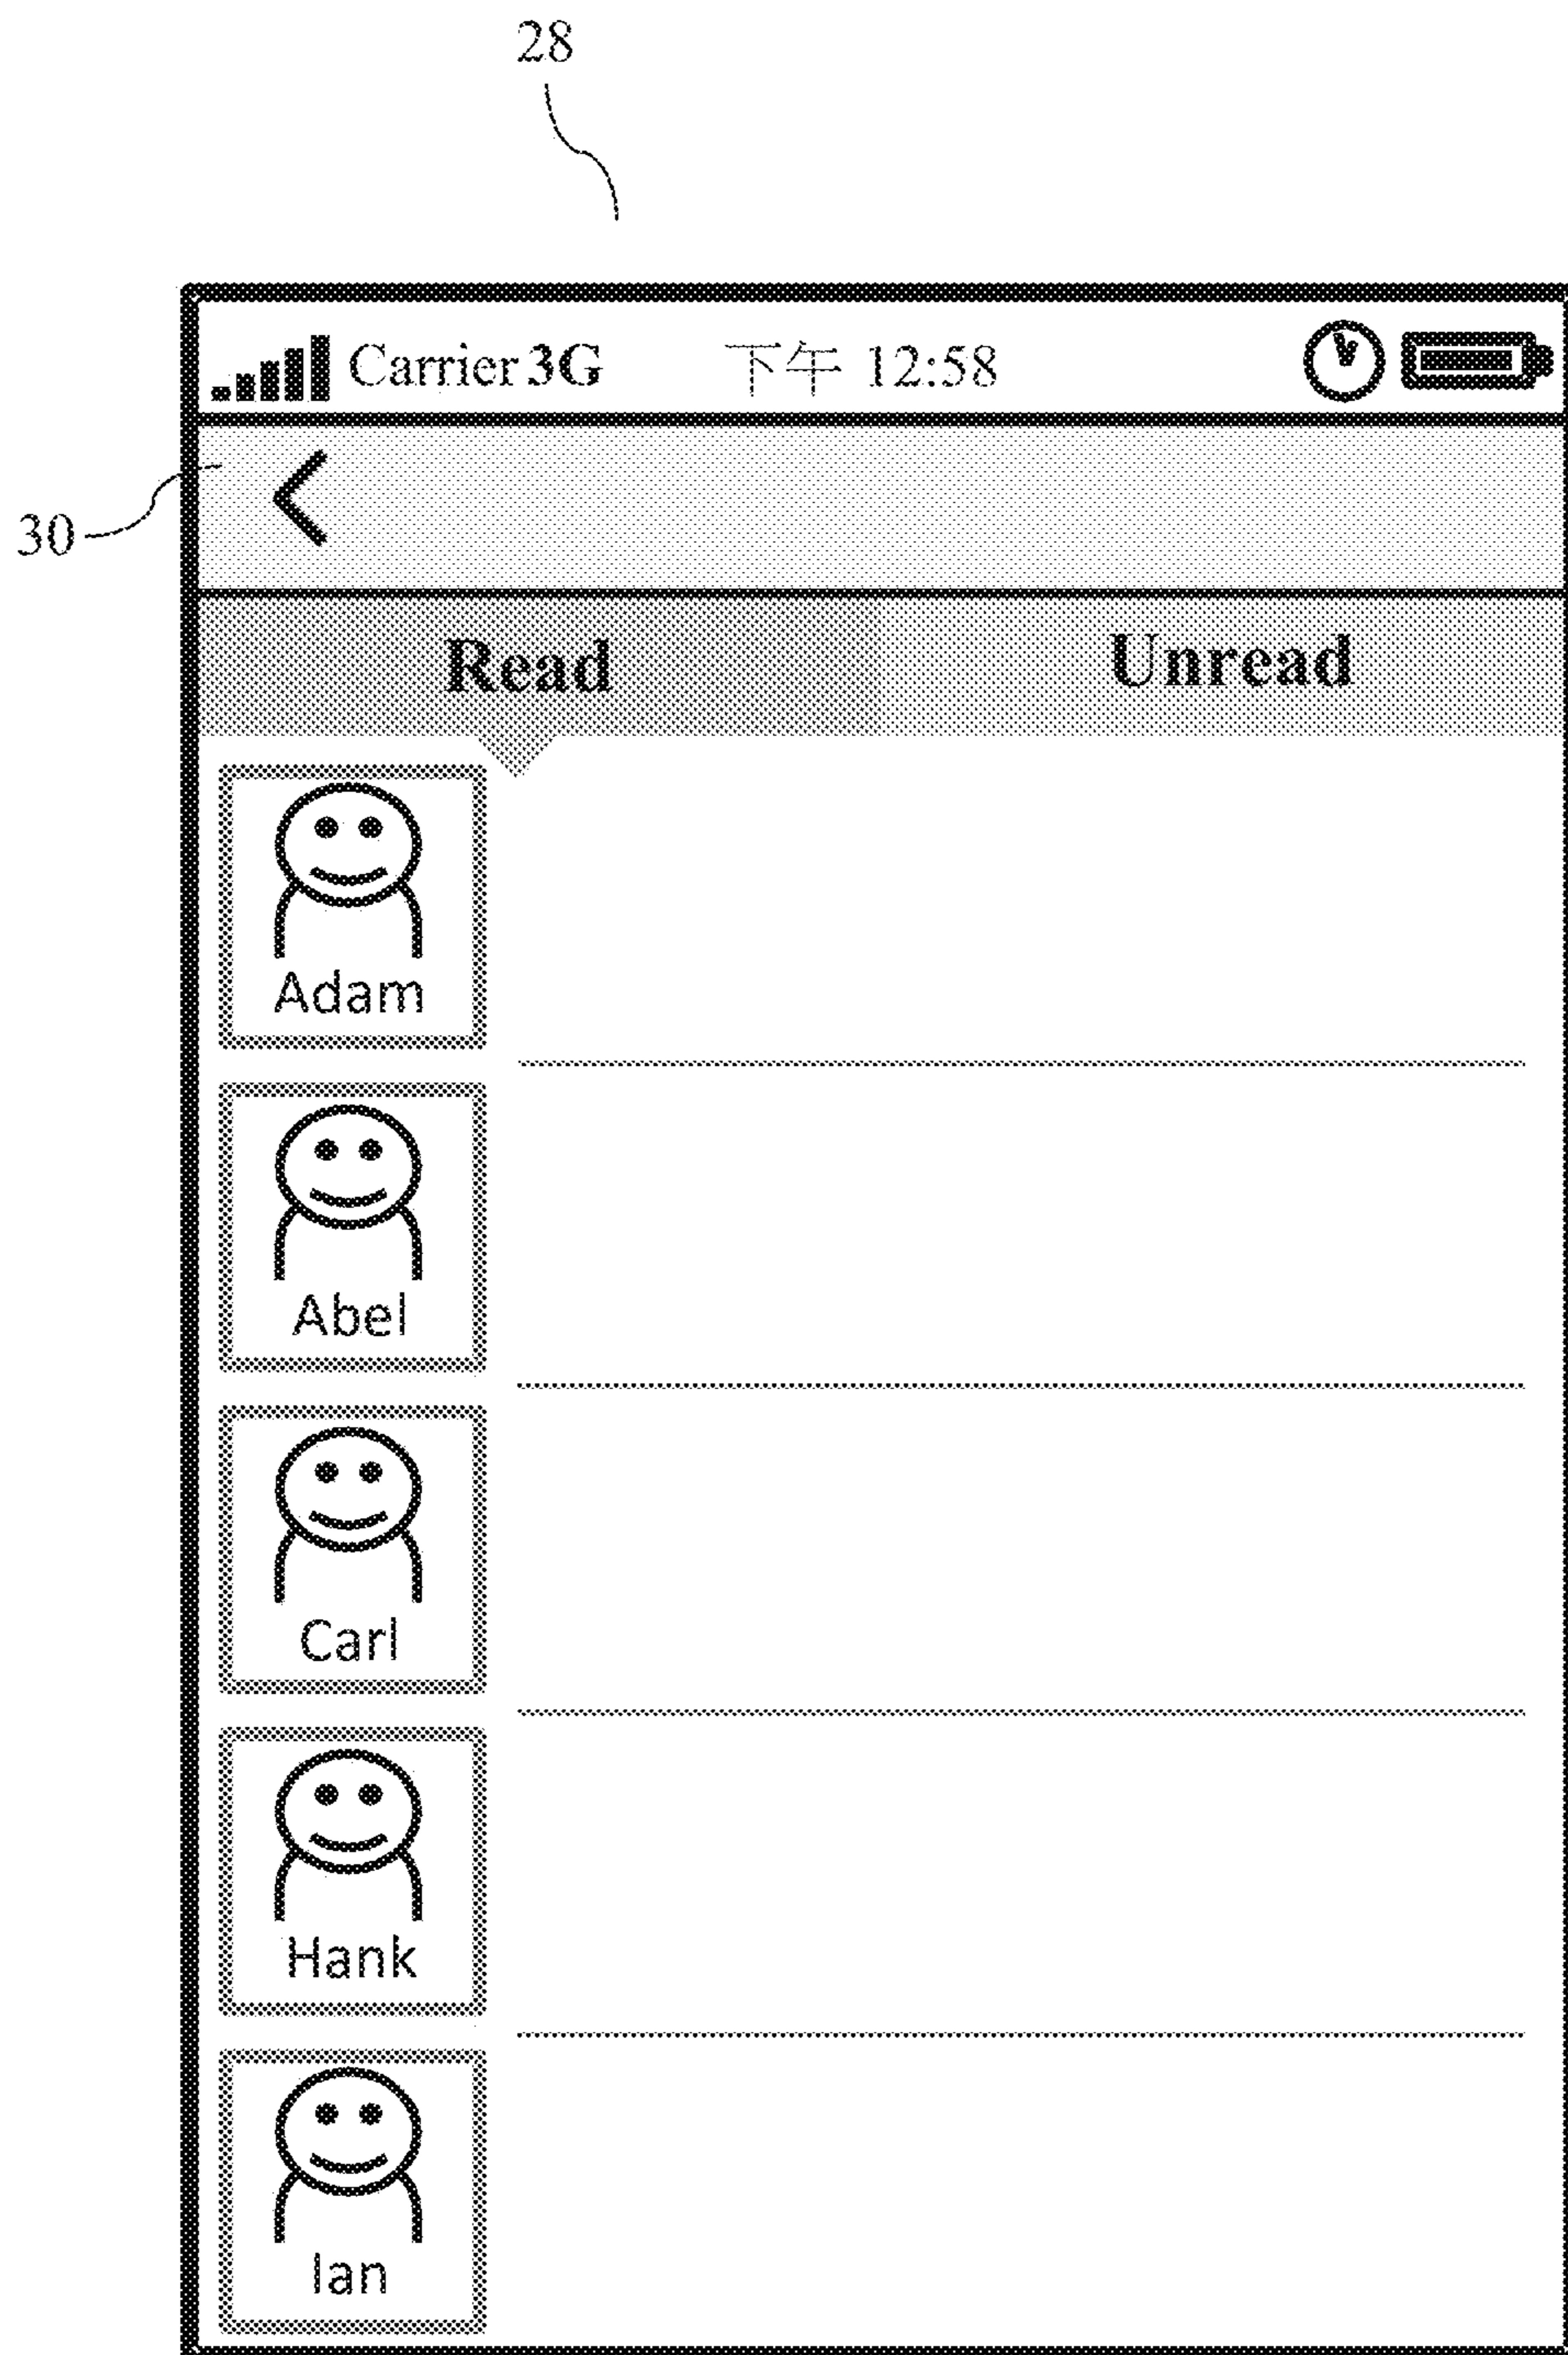 28
Carrier 3G 下午 12:58
30
Read Unread
Adam
Abel
Carl
Hank
Ian